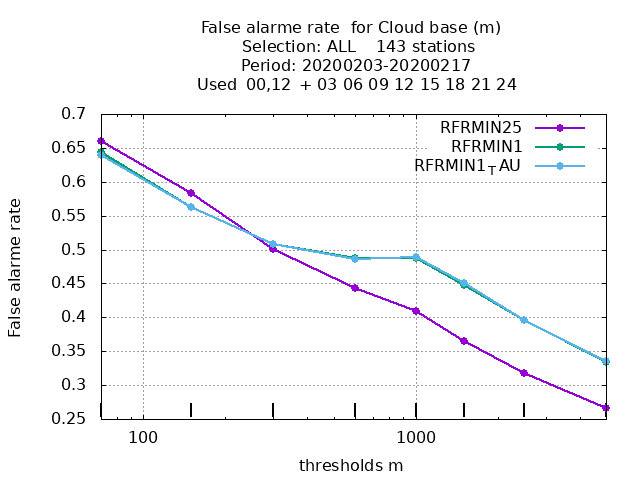 False alarme rate  for Cloud base (m)
Selection: ALL    143 stations
Period: 20200203-20200217
Used  00,12  + 03 06 09 12 15 18 21 24
RFRMIN25
RFRMIN1
RFRMIN1TAU
0.7
0.65
0.6
0.55
0.5
0.45
0.4
0.35
0.3
0.25
False alarme rate
100
1000
thresholds m